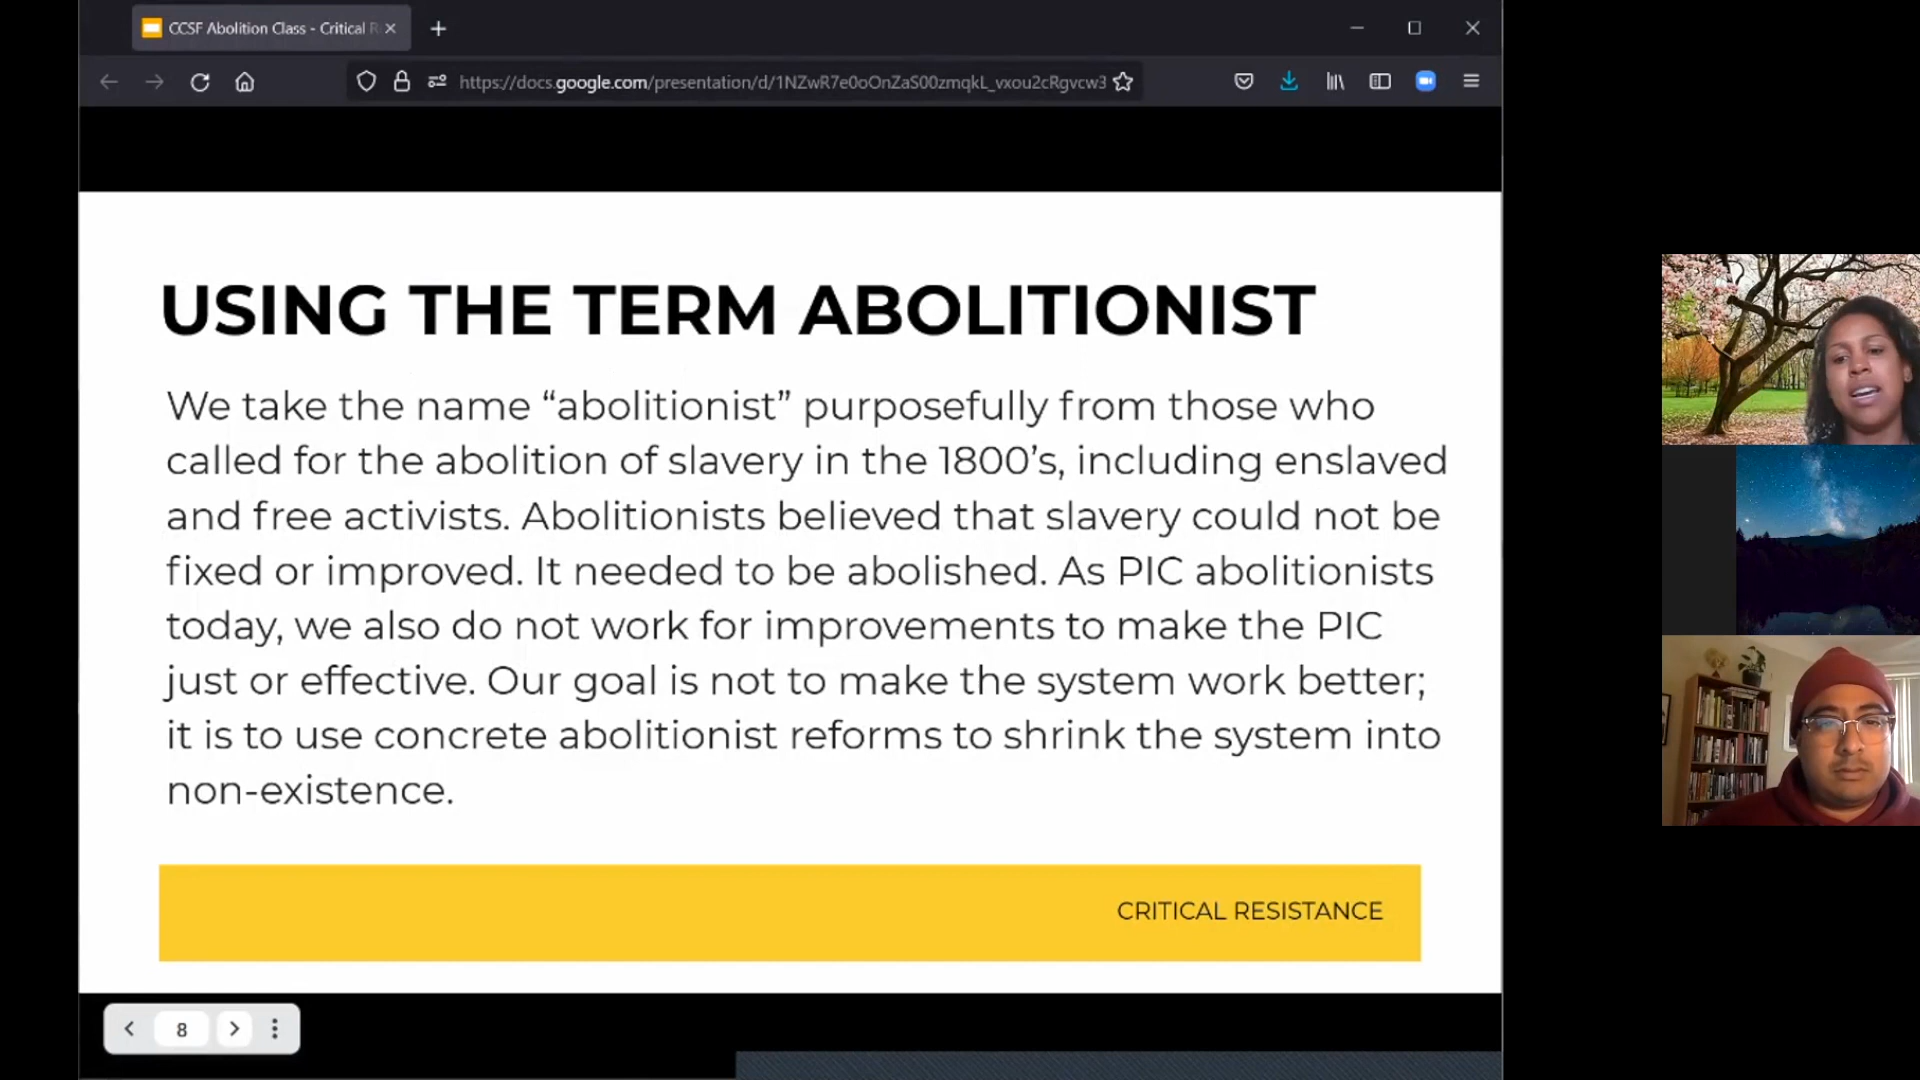 CCSF Abolition Class - Critical R
https://docs.google.com/presentation/d/1NZwR7e0oOnZaS00zmqkL_vxou2cRgvcw3
USING THE TERM ABOLITIONIST
We take the name “abolitionist” purposefully from those who
called for the abolition of slavery in the 1800’s, including enslaved
and free activists. Abolitionists believed that slavery could not be
fixed or improved. It needed to be abolished. As PIC abolitionists
today, we also do not work for improvements to make the PIC
just or effective. Our goal is not to make the system work better;
it is to use concrete abolitionist reforms to shrink the system into
non-existence.
CRITICAL RESISTANCE
8